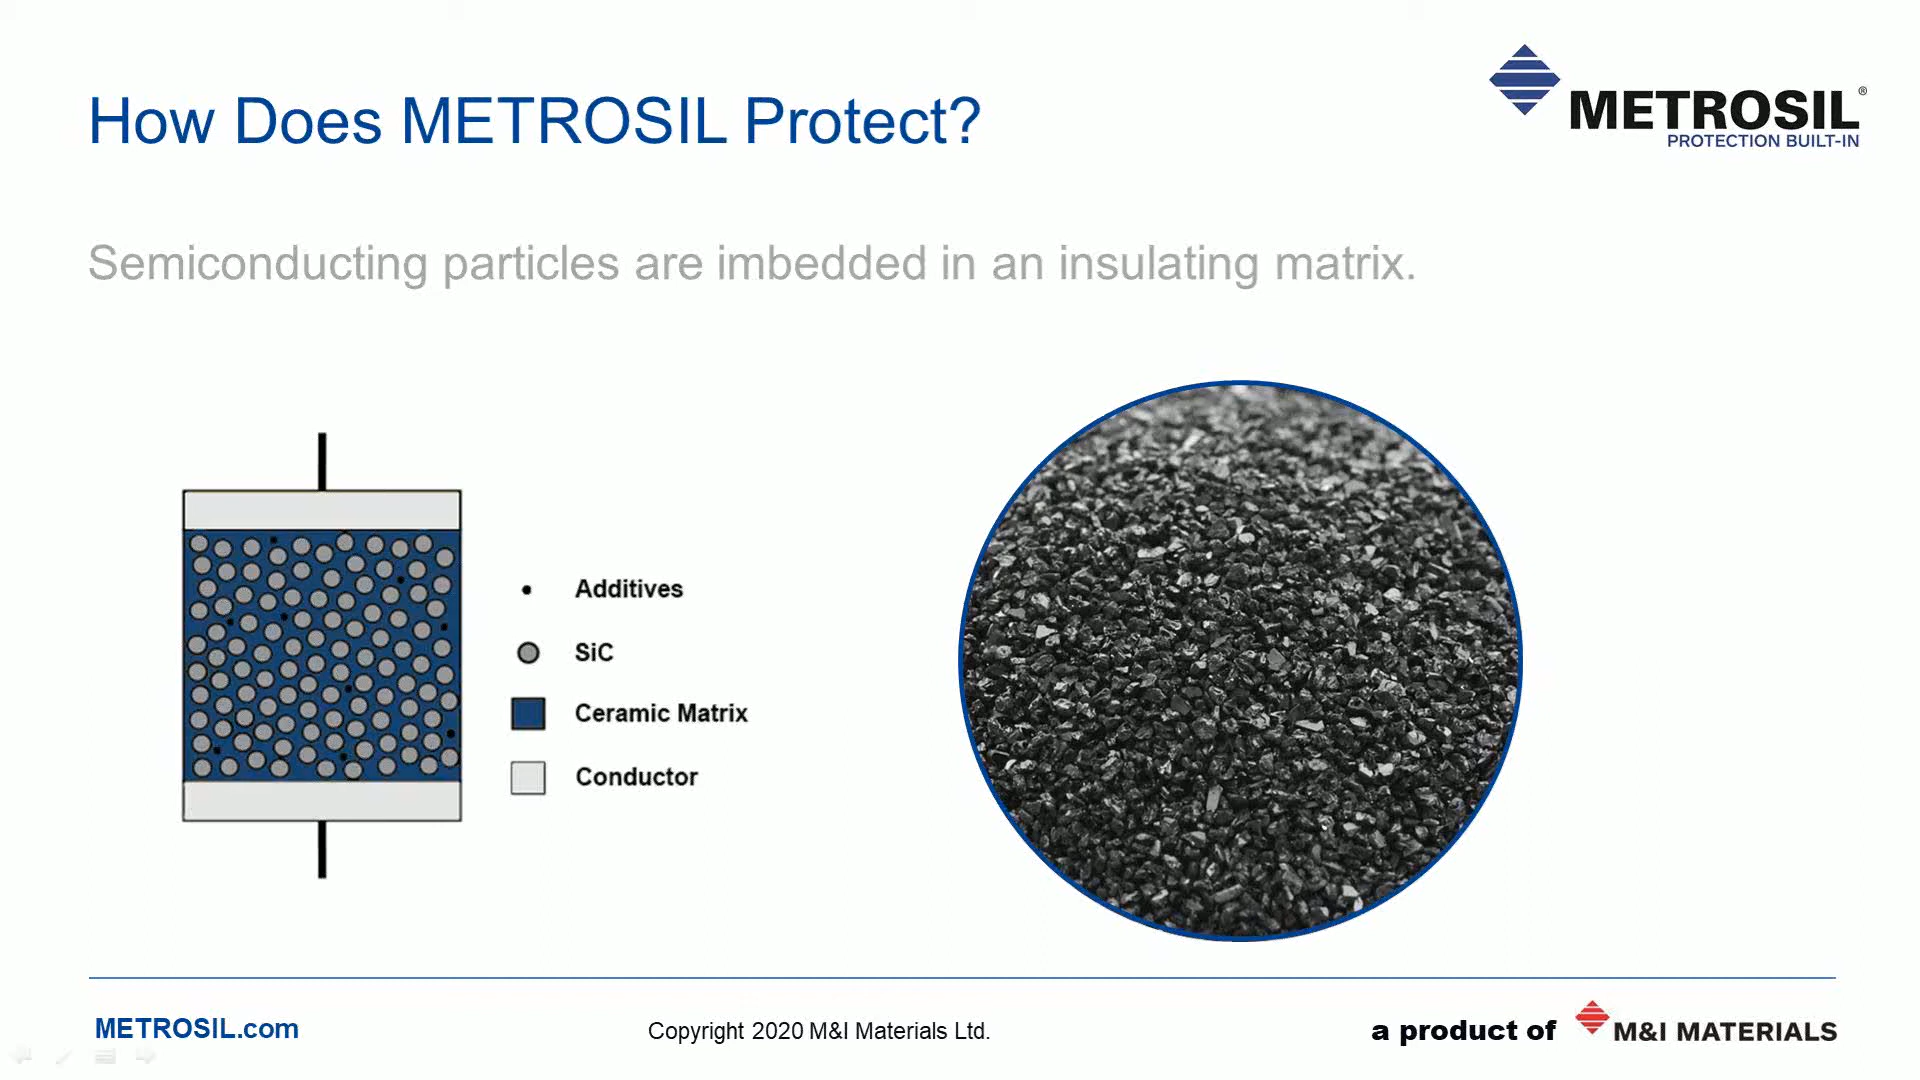 How Does METROSIL Protect?
METROSIL®
PROTECTION BUILT-IN
Semiconducting particles are imbedded in an insulating matrix.
Additives
SiC
Ceramic Matrix
Conductor
METROSIL.com
Copyright 2020 M&I Materials Ltd.
a product of M&I MATERIALS